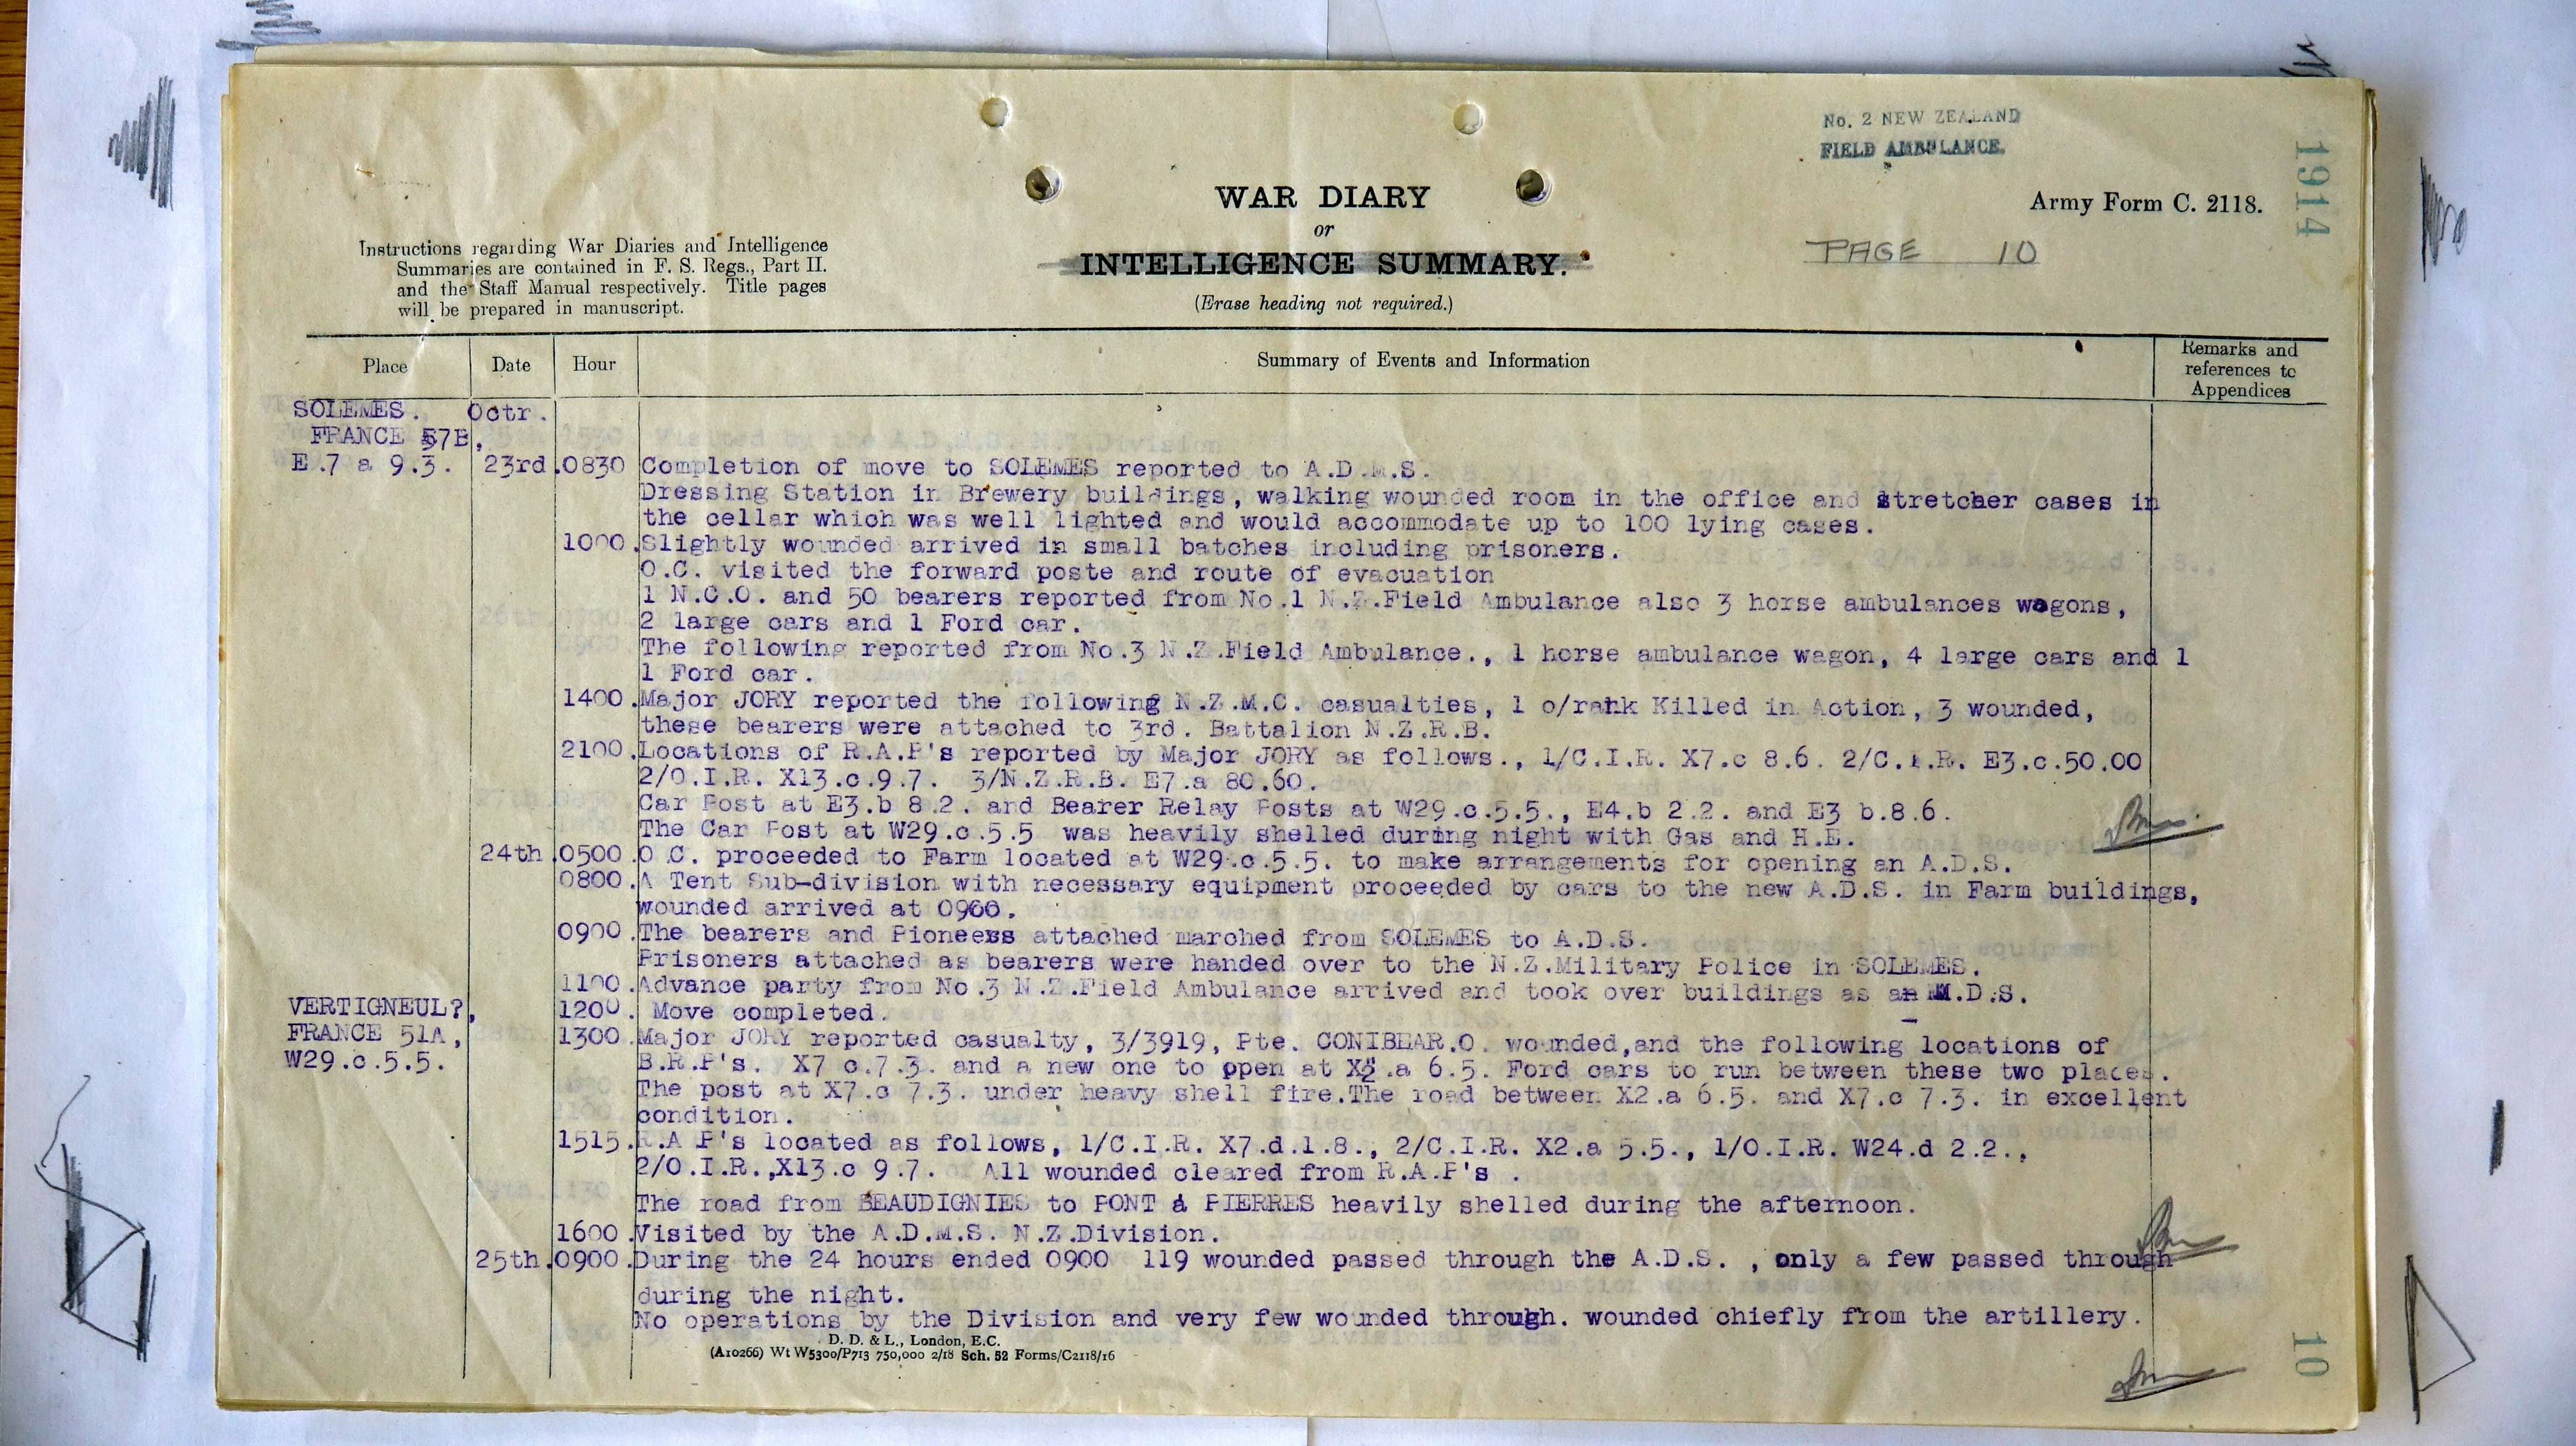 No. 2 NEW ZEALAND
FIELD AMBULANCE.
1914
WAR DIARY
or
INTELLIGENCE SUMMARY.
(Erase heading not required.)
Army Form C. 2118.
PAGE 10
Instructions regarding War Diaries and Intelligence
Summaries are contained in F. S. Regs., Part II.
and the Staff Manual respectively. Title pages
will be prepared in manuscript.
Place Date Hour Summary of Events and Information Remarks and references to Appendices
SOLEMES. Octr.
FRANCE 57B,
E.7 a 9.3. 23rd.0830 Completion of move to SOLEMES reported to A.D.M.S.
Dressing Station in Brewery buildings, walking wounded room in the office and stretcher cases in
the cellar which was well lighted and would accommodate up to 100 lying cases.
1000.Slightly wounded arrived in small batches including prisoners.
O.C. visited the forward poste and route of evacuation
1 N.C.O. and 50 bearers reported from No.1 N.Z.Field Ambulance also 3 horse ambulances wagons,
2 large cars and 1 Ford car.
The following reported from No.3 N.Z.Field Ambulance., 1 horse ambulance wagon, 4 large cars and 1
1 Ford car.
1400.Major JORY reported the following N.Z.M.C. casualties, 1 o/rank Killed in Action, 3 wounded,
these bearers were attached to 3rd. Battalion N.Z.R.B.
2100.Locations of R.A.P's reported by Major JORY as follows., 1/C.I.R. X7.c 8.6. 2/C.I.R. E3.c.50.00
2/O.I.R. X13.c.9.7. 3/N.Z.R.B. E7.a 80.60.
Car Post at E3.b 8.2. and Bearer Relay Posts at W29.c.5.5., E4.b 2.2. and E3 b.8.6.
The Car Post at W29.c.5.5 was heavily shelled during night with Gas and H.E.
24th.0500.O.C. proceeded to Farm located at W29.c.5.5. to make arrangements for opening an A.D.S.
0800.A Tent Sub-division with necessary equipment proceeded by cars to the new A.D.S. in Farm buildings,
wounded arrived at 0900.
0900.The bearers and Pioneers attached marched from SOLEMES to A.D.S.
Prisoners attached as bearers were handed over to the N.Z.Military Police in SOLEMES.
1100.Advance party from No.3 N.Z.Field Ambulance arrived and took over buildings as an M.D.S.
VERTIGNEUL?, 1200. Move completed.
FRANCE 51A, 1300.Major JORY reported casualty, 3/3919, Pte. CONIBEAR.O. wounded,and the following locations of
W29.c.5.5. B.R.P's. X7 c.7.3. and a new one to open at X2.a 6.5. Ford cars to run between these two places.
The post at X7.c 7.3. under heavy shell fire.The road between X2.a 6.5. and X7.c 7.3. in excellent
condition.
1515.R.A P's located as follows, 1/C.I.R. X7.d.1.8., 2/C.I.R. X2.a 5.5., 1/O.I.R. W24.d 2.2.,
2/O.I.R.,X13.c 9.7. All wounded cleared from R.A.P's .
The road from BEAUDIGNIES to PONT à PIERRES heavily shelled during the afternoon.
1600.Visited by the A.D.M.S. N.Z.Division.
25th.0900.During the 24 hours ended 0900 119 wounded passed through the A.D.S. , only a few passed through
during the night.
No operations by the Division and very few wounded through. wounded chiefly from the artillery.
D. D. & L., London, E.C.
(A10266) Wt W5300/P713 750,000 2/18 Sch. 52 Forms/C2118/16
10